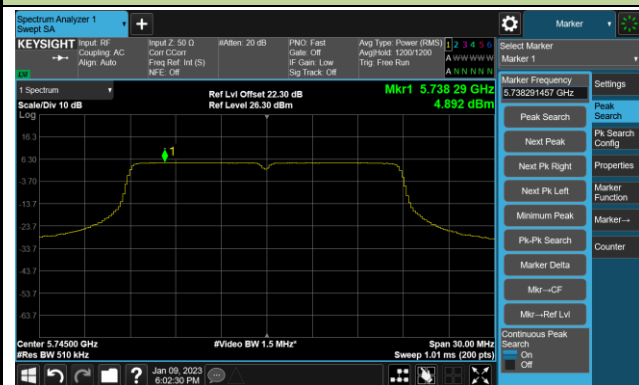 Spectrum Analyzer 1
Swept SA
Marker
KEYSIGHT
Input: RF
Coupling: AC
Align: Auto
Input Z: 50 Ω
Corr CCorr
Freq Ref: Int (S)
NFE: Off
#Atten: 20 dB
PNO: Fast
Gate: Off
IF Gain: Low
Sig Track: Off
Avg Type: Power (RMS)
Avg|Hold: 1200/1200
Trig: Free Run
1 2 3 4 5 6
A W W W W W
A N N N N N
Select Marker
Marker 1
1 Spectrum
Scale/Div 10 dB
Log
Ref Lvl Offset 22.30 dB
Ref Level 26.30 dBm
Mkr1 5.738 29 GHz
4.892 dBm
16.3
6.30
-3.70
-13.7
-23.7
-33.7
-43.7
-53.7
-63.7
1
Center 5.74500 GHz
#Res BW 510 kHz
#Video BW 1.5 MHz*
Span 30.00 MHz
Sweep 1.01 ms (200 pts)
Marker Frequency
5.738291457 GHz
Peak Search
Next Peak
Next Pk Right
Next Pk Left
Minimum Peak
Pk-Pk Search
Marker Delta
Mkr→CF
Mkr→Ref Lvl
Continuous Peak
Search
On
Off
Settings
Peak
Search
Pk Search
Config
Properties
Marker
Function
Marker→
Counter
Jan 09, 2023
6:02:30 PM